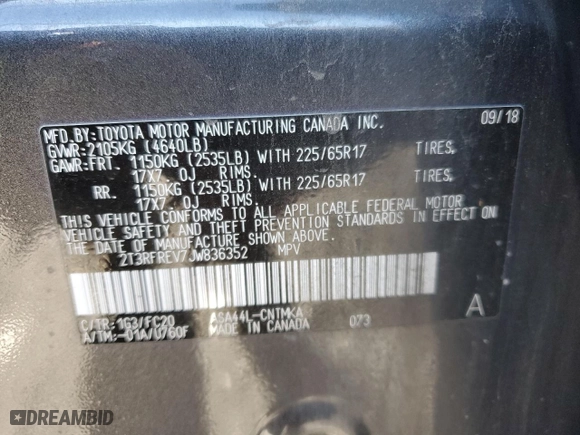 MFD.BY:TOYOTA MOTOR MANUFACTURING CANADA INC. 09/18
GVWR:2105KG (4640LB)
GAWR:FRT. 1150KG (2535LB) WITH 225/65R17 TIRES,
17X7.0J RIMS.
RR. 1150KG (2535LB) WITH 225/65R17 TIRES,
17X7.0J RIMS.
THIS VEHICLE CONFORMS TO ALL APPLICABLE FEDERAL MOTOR
VEHICLE SAFETY AND THEFT PREVENTION STANDARDS IN EFFECT ON
THE DATE OF MANUFACTURE SHOWN ABOVE.
2T3RFREV7JW836352 MPV
C/TR:1G3/FC20 ASA44L-CNTMKA
A/TM:-01A/U760F MADE IN CANADA 073 A
DREAMBID